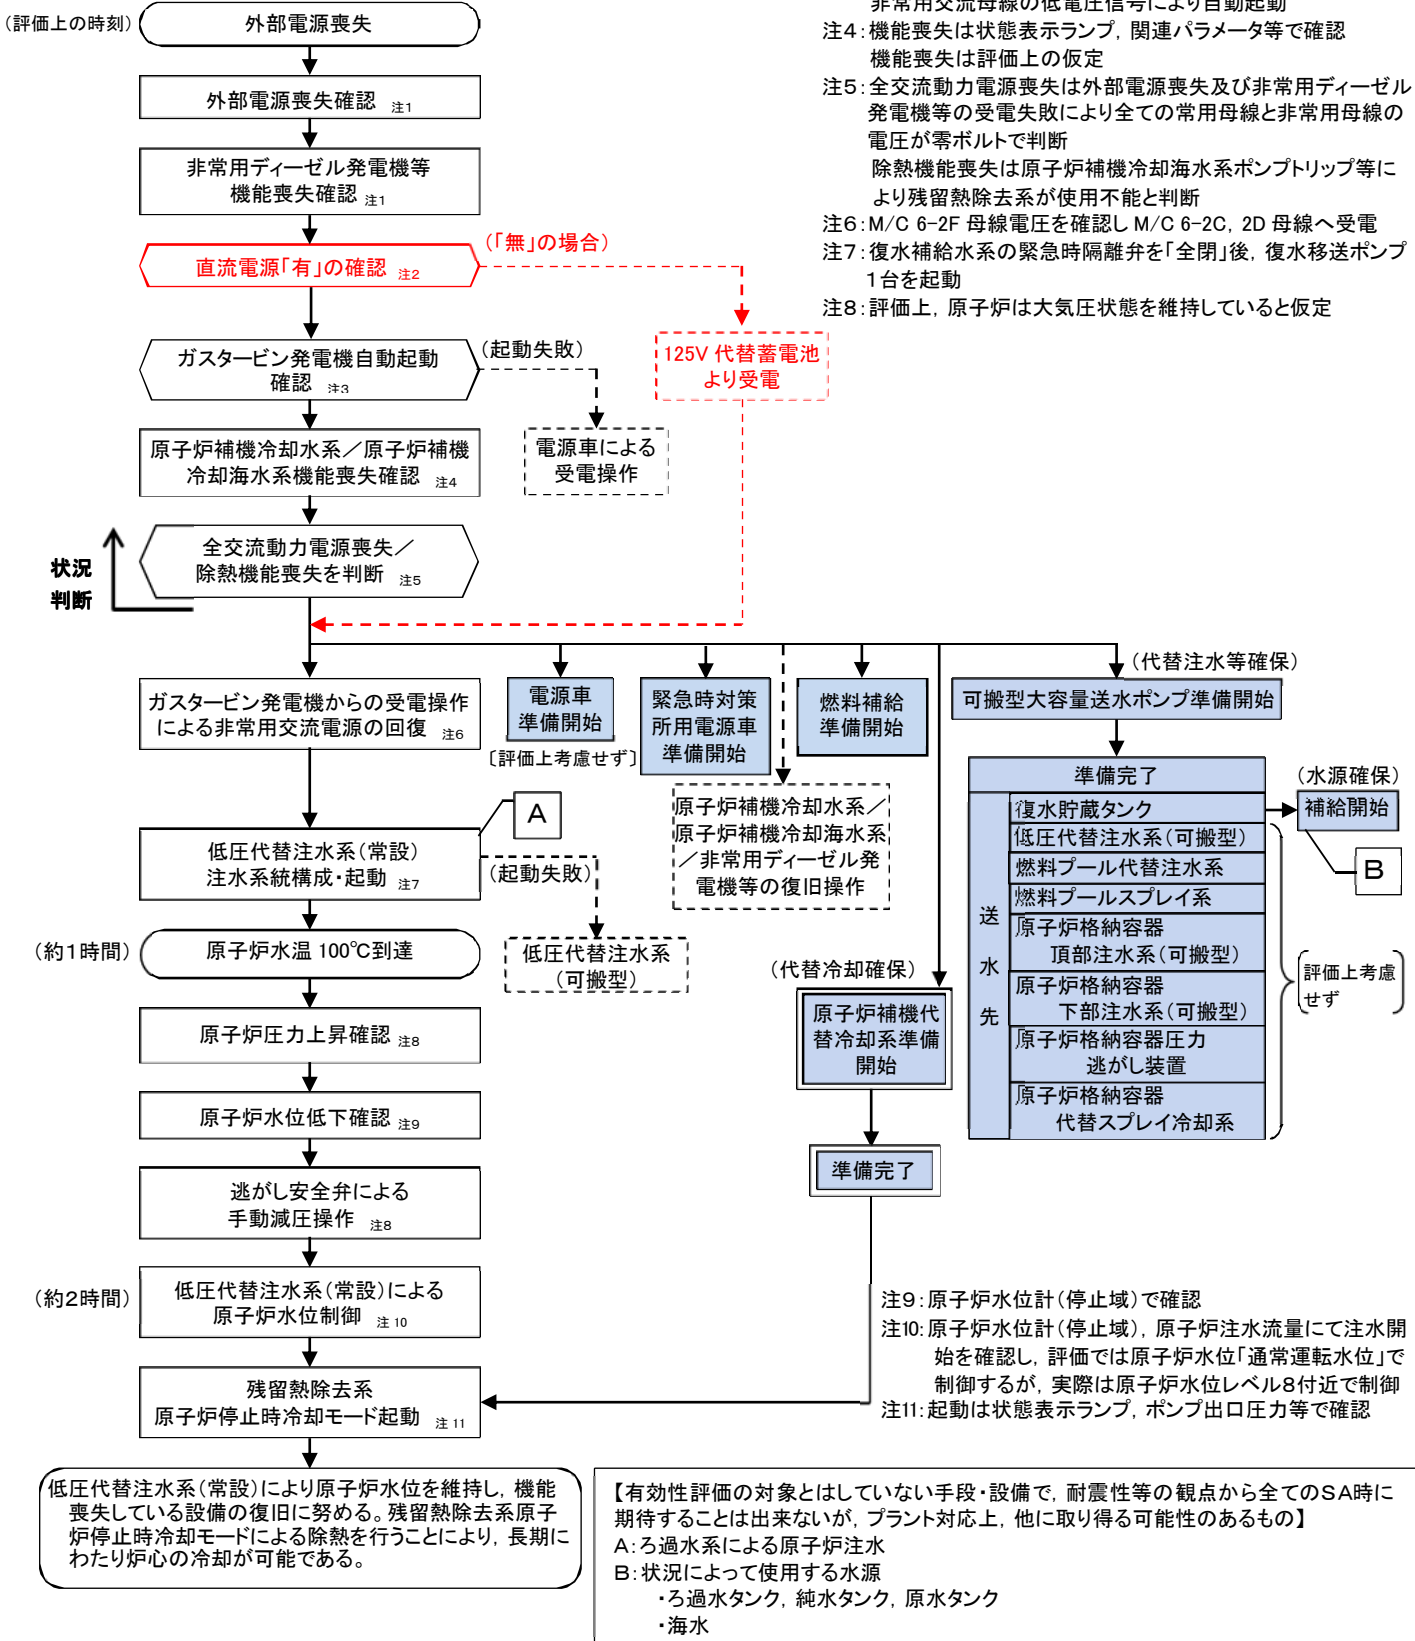 (評価上の時刻)
外部電源喪失
外部電源喪失確認 注1
非常用ディーゼル発電機等
機能喪失確認 注1
直流電源「有」の確認 注2
(「無」の場合)
125V 代替蓄電池
より受電
ガスタービン発電機自動起動
確認 注3
(起動失敗)
電源車による
受電操作
原子炉補機冷却水系/原子炉補機
冷却海水系機能喪失確認 注4
状況
判断
全交流動力電源喪失/
除熱機能喪失を判断 注5
非常用交流母線の低電圧信号により自動起動
注4:機能喪失は状態表示ランプ, 関連パラメータ等で確認
機能喪失は評価上の仮定
注5:全交流動力電源喪失は外部電源喪失及び非常用ディーゼル
発電機等の受電失敗により全ての常用母線と非常用母線の
電圧が零ボルトで判断
除熱機能喪失は原子炉補機冷却海水系ポンプトリップ等に
より残留熱除去系が使用不能と判断
注6:M/C 6-2F 母線電圧を確認し M/C 6-2C, 2D 母線へ受電
注7:復水補給水系の緊急時隔離弁を「全閉」後, 復水移送ポンプ
1台を起動
注8:評価上, 原子炉は大気圧状態を維持していると仮定
ガスタービン発電機からの受電操作
による非常用交流電源の回復 注6
電源車
準備開始
〔評価上考慮せず〕
緊急時対策
所用電源車
準備開始
燃料補給
準備開始
(代替注水等確保)
可搬型大容量送水ポンプ準備開始
原子炉補機冷却水系/
原子炉補機冷却海水系
/非常用ディーゼル発
電機等の復旧操作
準備完了
送水先
復水貯蔵タンク
低圧代替注水系(可搬型)
燃料プール代替注水系
燃料プールスプレイ系
原子炉格納容器
頂部注水系(可搬型)
原子炉格納容器
下部注水系(可搬型)
原子炉格納容器圧力
逃がし装置
原子炉格納容器
代替スプレイ冷却系
(水源確保)
補給開始
B
評価上考慮
せず
A
低圧代替注水系(常設)
注水系統構成・起動 注7
(起動失敗)
低圧代替注水系
(可搬型)
(約1時間)
原子炉水温 100℃到達
(代替冷却確保)
原子炉補機代
替冷却系準備
開始
準備完了
原子炉圧力上昇確認 注8
原子炉水位低下確認 注9
逃がし安全弁による
手動減圧操作 注8
(約2時間)
低圧代替注水系(常設)による
原子炉水位制御 注10
残留熱除去系
原子炉停止時冷却モード起動 注11
注9:原子炉水位計(停止域)で確認
注10:原子炉水位計(停止域), 原子炉注水流量にて注水開
始を確認し, 評価では原子炉水位「通常運転水位」で
制御するが, 実際は原子炉水位レベル8付近で制御
注11:起動は状態表示ランプ, ポンプ出口圧力等で確認
低圧代替注水系(常設)により原子炉水位を維持し, 機能
喪失している設備の復旧に努める。残留熱除去系原子
炉停止時冷却モードによる除熱を行うことにより, 長期に
わたり炉心の冷却が可能である。
【有効性評価の対象とはしていない手段・設備で, 耐震性等の観点から全てのSA時に
期待することは出来ないが, プラント対応上, 他に取り得る可能性のあるもの】
A:ろ過水系による原子炉注水
B:状況によって使用する水源
・ろ過水タンク, 純水タンク, 原水タンク
・海水